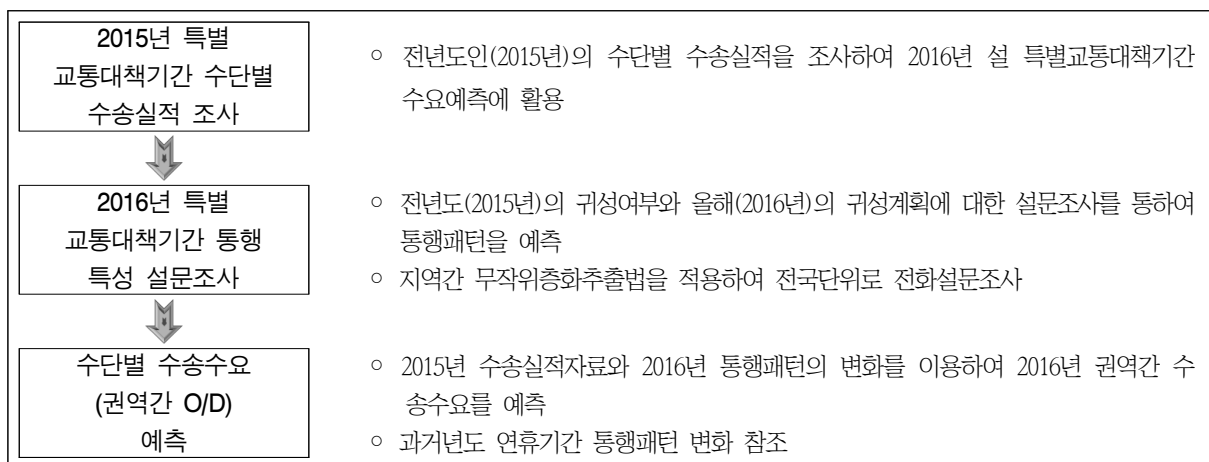 2015년 특별
교통대책기간 수단별
수송실적 조사
○ 전년도인(2015년)의 수단별 수송실적을 조사하여 2016년 설 특별교통대책기간
수요예측에 활용
2016년 특별
교통대책기간 통행
특성 설문조사
○ 전년도(2015년)의 귀성여부와 올해(2016년)의 귀성계획에 대한 설문조사를 통하여
통행패턴을 예측
○ 지역간 무작위층화추출법을 적용하여 전국단위로 전화설문조사
수단별 수송수요
(권역간 O/D)
예측
○ 2015년 수송실적자료와 2016년 통행패턴의 변화를 이용하여 2016년 권역간 수
송수요를 예측
○ 과거년도 연휴기간 통행패턴 변화 참조